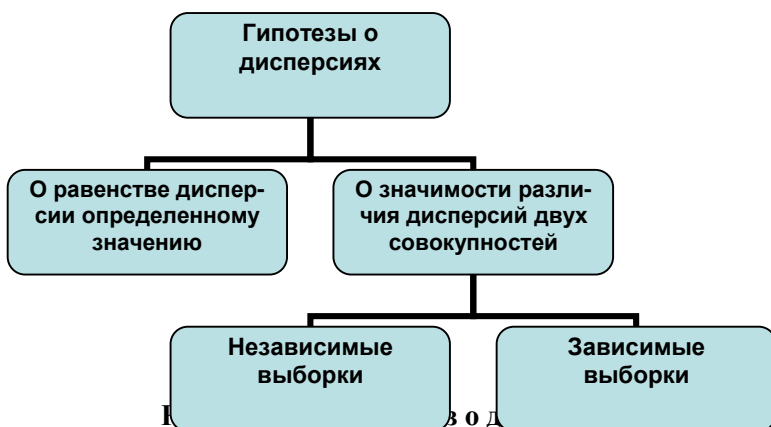 Гипотезы о
дисперсиях
О равенстве диспер-
сии определенному
значению
О значимости разли-
чия дисперсий двух
совокупностей
Независимые
выборки
Зависимые
выборки
о